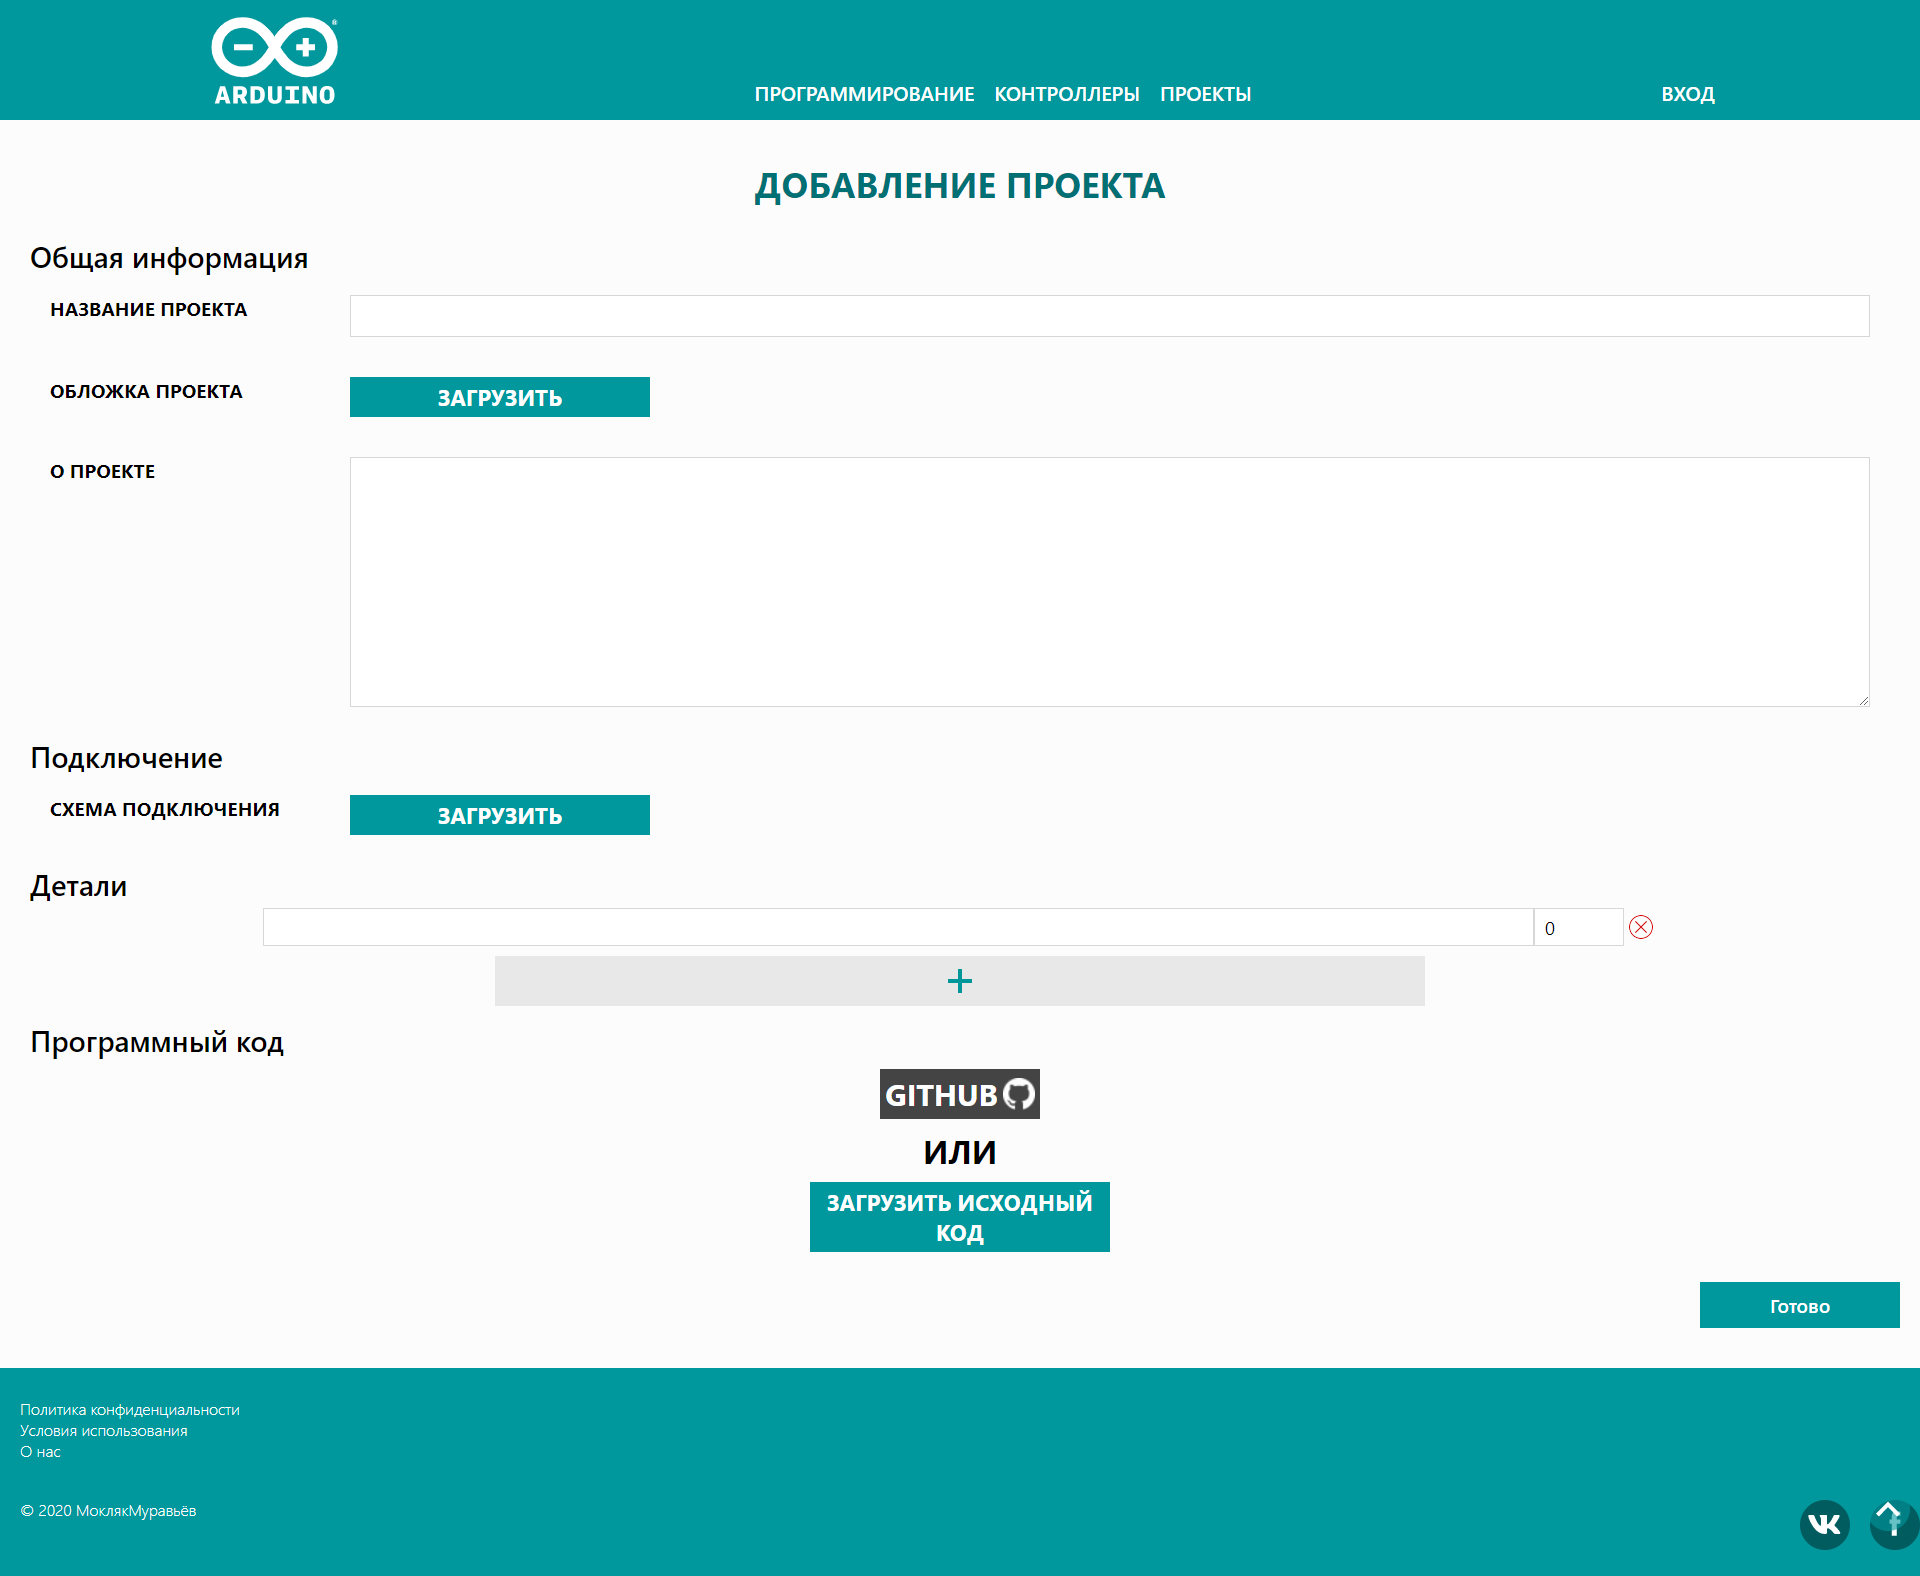 ARDUINO
ПРОГРАММИРОВАНИЕ КОНТРОЛЛЕРЫ ПРОЕКТЫ ВХОД
ДОБАВЛЕНИЕ ПРОЕКТА
Общая информация
НАЗВАНИЕ ПРОЕКТА
ОБЛОЖКА ПРОЕКТА ЗАГРУЗИТЬ
О ПРОЕКТЕ
Подключение
СХЕМА ПОДКЛЮЧЕНИЯ ЗАГРУЗИТЬ
Детали
0
Программный код
GITHUB
ИЛИ
ЗАГРУЗИТЬ ИСХОДНЫЙ
КОД
Готово
Политика конфиденциальности
Условия использования
О нас
© 2020 МоклякМуравьёв